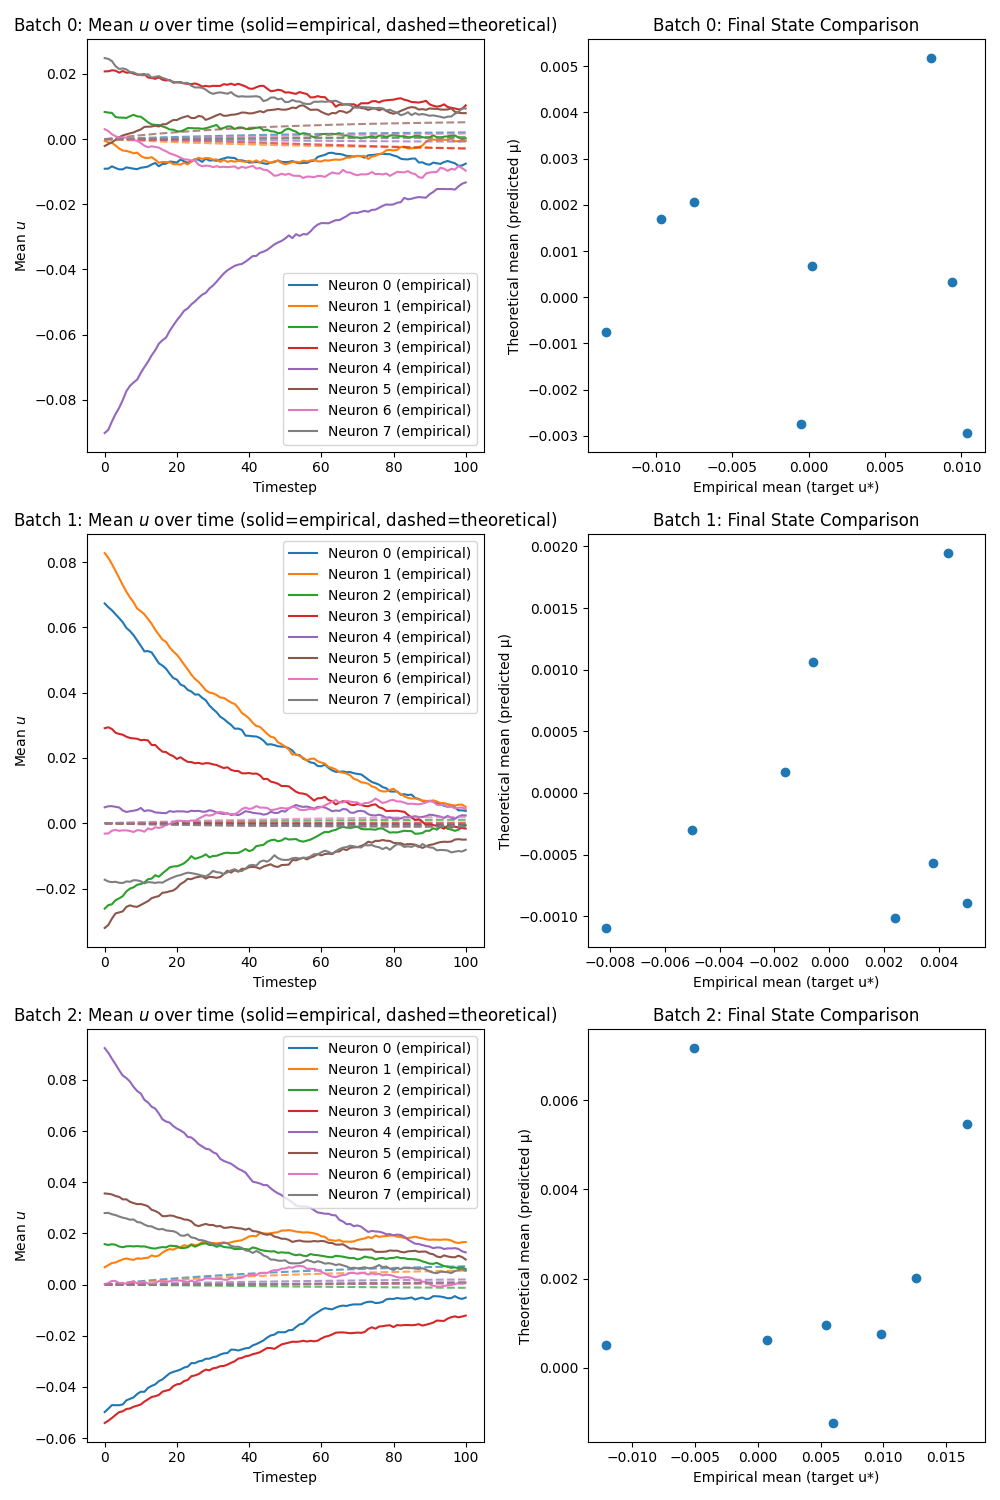 Batch 0: Mean u over time (solid=empirical, dashed=theoretical)
Mean u
0.02
0.00
−0.02
−0.04
−0.06
−0.08
0 20 40 60 80 100
Timestep
Neuron 0 (empirical)
Neuron 1 (empirical)
Neuron 2 (empirical)
Neuron 3 (empirical)
Neuron 4 (empirical)
Neuron 5 (empirical)
Neuron 6 (empirical)
Neuron 7 (empirical)
Batch 0: Final State Comparison
Theoretical mean (predicted μ)
0.005
0.004
0.003
0.002
0.001
0.000
−0.001
−0.002
−0.003
−0.010 −0.005 0.000 0.005 0.010
Empirical mean (target u*)
Batch 1: Mean u over time (solid=empirical, dashed=theoretical)
Mean u
0.08
0.06
0.04
0.02
0.00
−0.02
0 20 40 60 80 100
Timestep
Neuron 0 (empirical)
Neuron 1 (empirical)
Neuron 2 (empirical)
Neuron 3 (empirical)
Neuron 4 (empirical)
Neuron 5 (empirical)
Neuron 6 (empirical)
Neuron 7 (empirical)
Batch 1: Final State Comparison
Theoretical mean (predicted μ)
0.0020
0.0015
0.0010
0.0005
0.0000
−0.0005
−0.0010
−0.008 −0.006 −0.004 −0.002 0.000 0.002 0.004
Empirical mean (target u*)
Batch 2: Mean u over time (solid=empirical, dashed=theoretical)
Mean u
0.08
0.06
0.04
0.02
0.00
−0.02
−0.04
−0.06
0 20 40 60 80 100
Timestep
Neuron 0 (empirical)
Neuron 1 (empirical)
Neuron 2 (empirical)
Neuron 3 (empirical)
Neuron 4 (empirical)
Neuron 5 (empirical)
Neuron 6 (empirical)
Neuron 7 (empirical)
Batch 2: Final State Comparison
Theoretical mean (predicted μ)
0.006
0.004
0.002
0.000
−0.010 −0.005 0.000 0.005 0.010 0.015
Empirical mean (target u*)